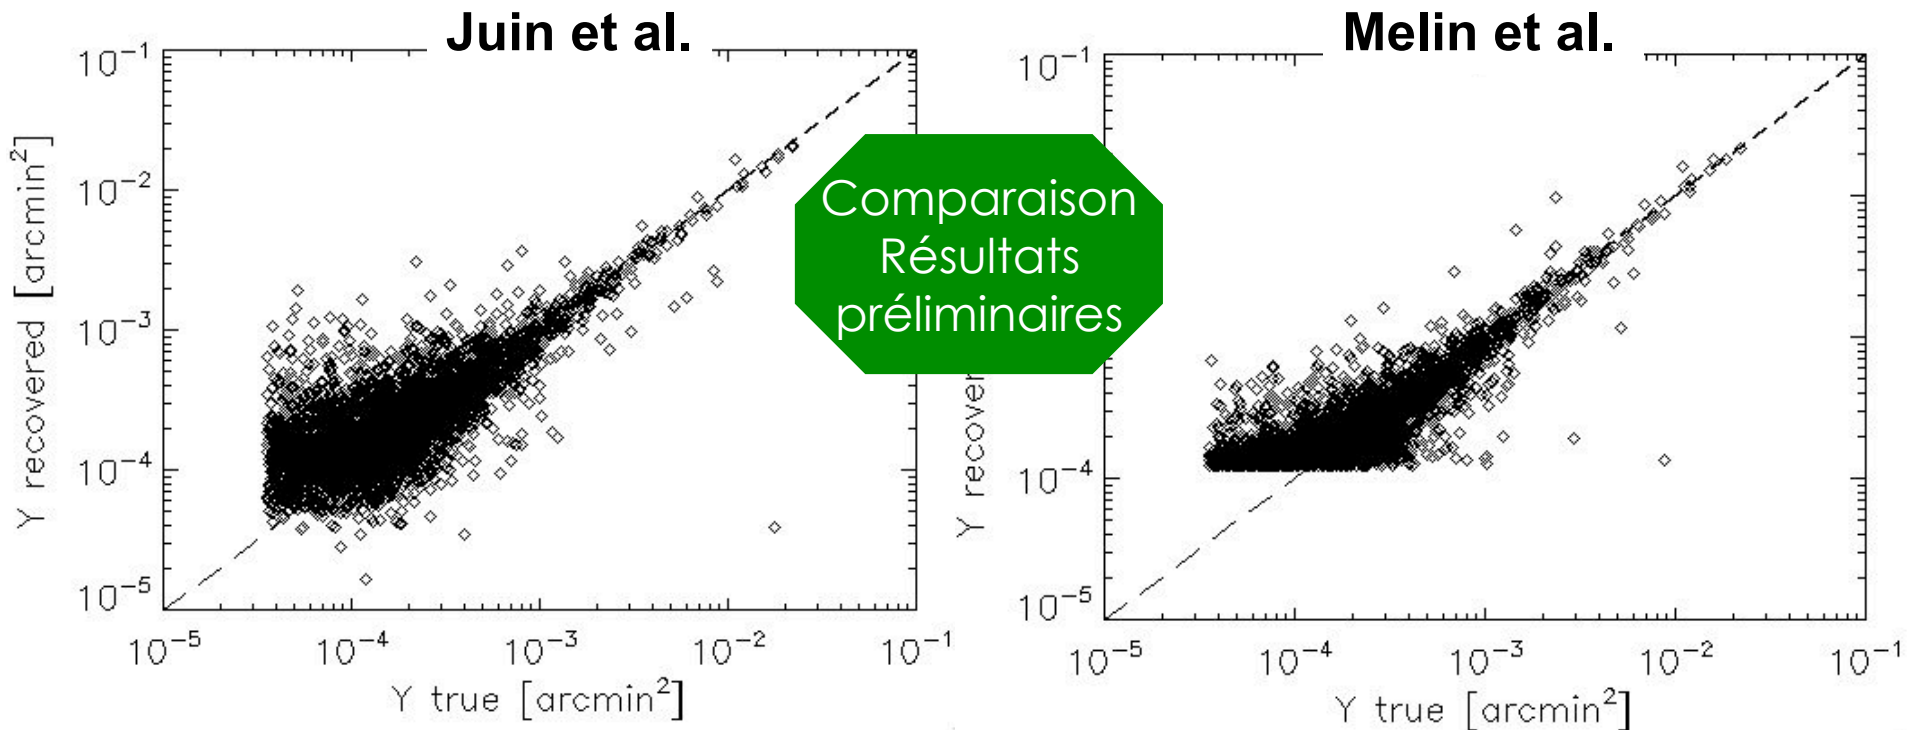 Juin et al.
Melin et al.
Comparaison
Résultats
préliminaires
Y recovered [arcmin²]
10⁻¹
10⁻²
10⁻³
10⁻⁴
10⁻⁵
10⁻⁵ 10⁻⁴ 10⁻³ 10⁻² 10⁻¹
Y true [arcmin²]
Y recover
10⁻¹
10⁻⁴
10⁻⁵
10⁻⁵ 10⁻⁴ 10⁻³ 10⁻² 10⁻¹
Y true [arcmin²]